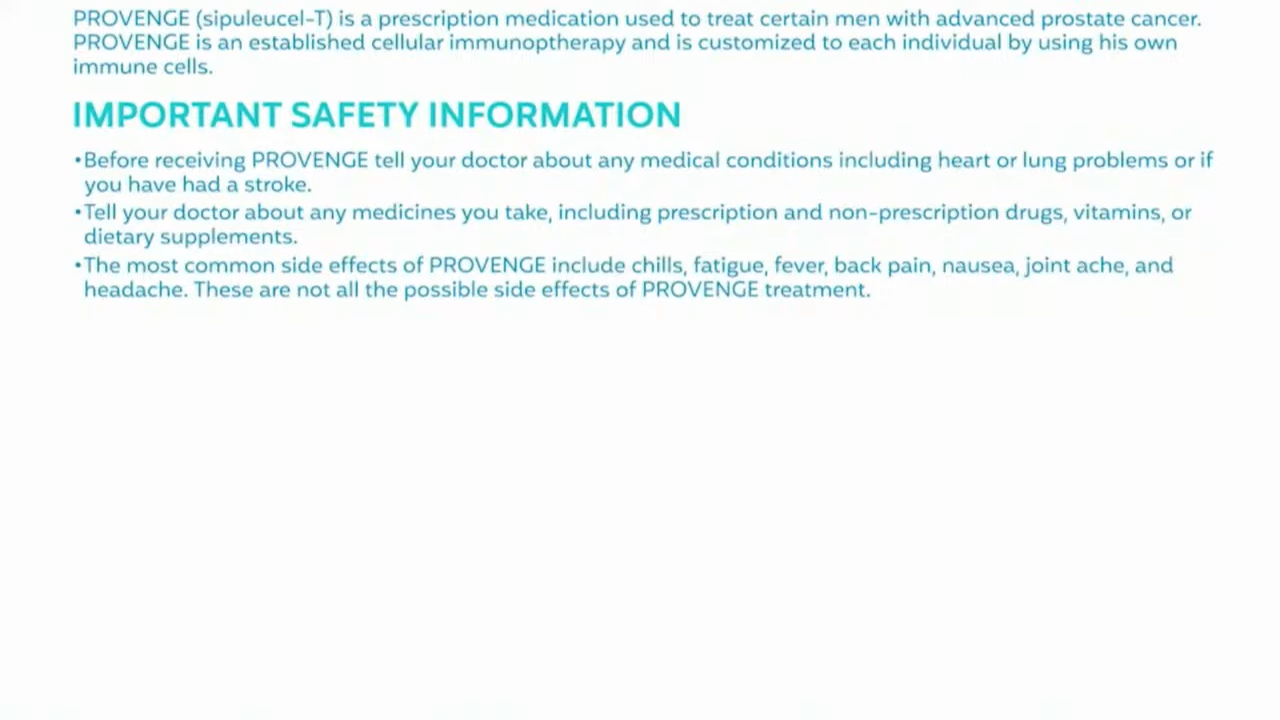 PROVENGE (sipuleucel-T) is a prescription medication used to treat certain men with advanced prostate cancer.
PROVENGE is an established cellular immunoptherapy and is customized to each individual by using his own
immune cells.
IMPORTANT SAFETY INFORMATION
•Before receiving PROVENGE tell your doctor about any medical conditions including heart or lung problems or if
you have had a stroke.
•Tell your doctor about any medicines you take, including prescription and non-prescription drugs, vitamins, or
dietary supplements.
•The most common side effects of PROVENGE include chills, fatigue, fever, back pain, nausea, joint ache, and
headache. These are not all the possible side effects of PROVENGE treatment.